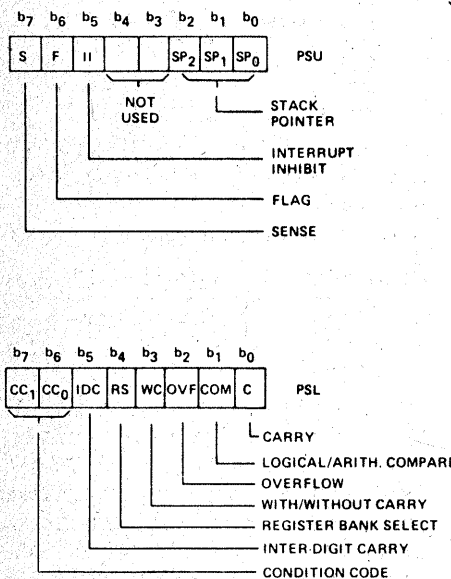 b7 b6 b5 b4 b3 b2 b1 b0
S F II SP2 SP1 SP0 PSU
NOT USED
STACK POINTER
INTERRUPT INHIBIT
FLAG
SENSE
b7 b6 b5 b4 b3 b2 b1 b0
CC1 CC0 IDC RS WC OVF COM C PSL
CARRY
LOGICAL/ARITH. COMPARE
OVERFLOW
WITH/WITHOUT CARRY
REGISTER BANK SELECT
INTER-DIGIT CARRY
CONDITION CODE